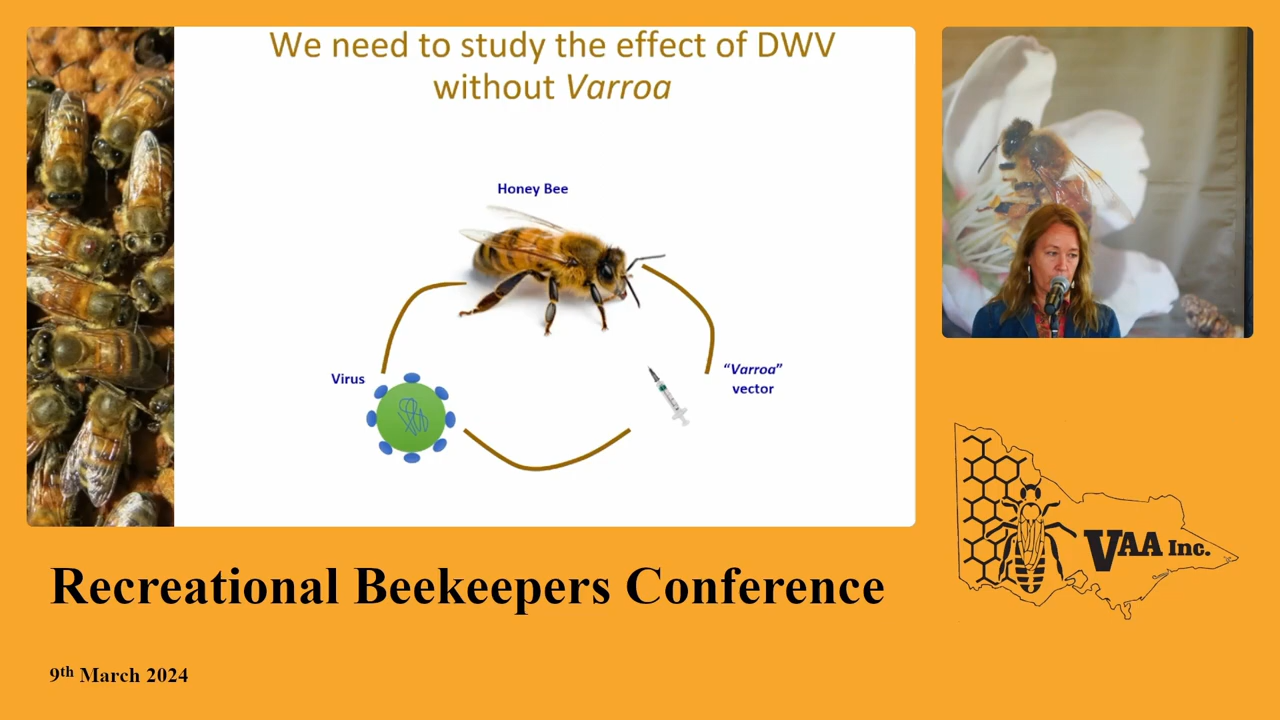 We need to study the effect of DWV
without Varroa
Honey Bee
Virus
“Varroa”
vector
Recreational Beekeepers Conference
9th March 2024
VAA Inc.